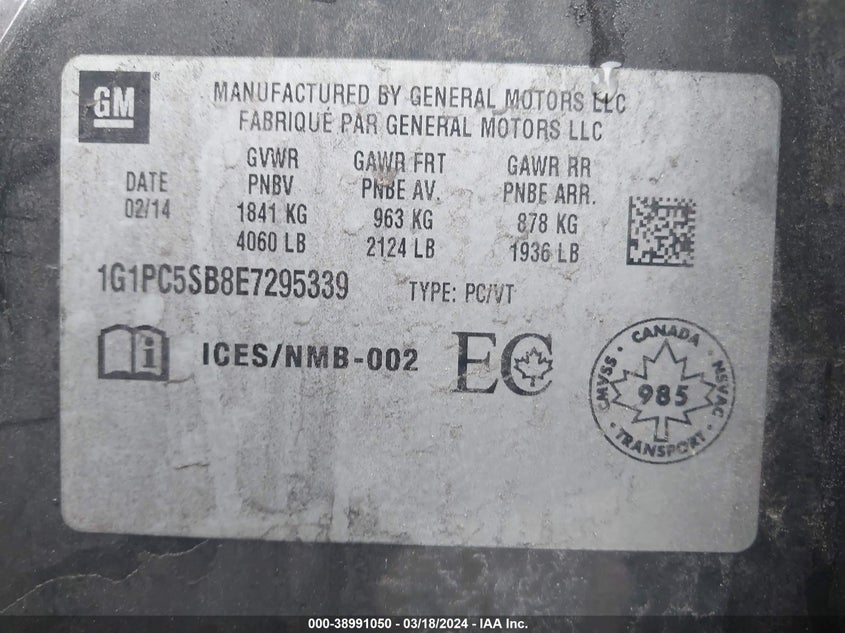 GM
®
MANUFACTURED BY GENERAL MOTORS LLC
FABRIQUÉ PAR GENERAL MOTORS LLC
DATE
02/14
GVWR
PNBV
1841 KG
4060 LB
GAWR FRT
PNBE AV.
963 KG
2124 LB
GAWR RR
PNBE ARR.
878 KG
1936 LB
1G1PC5SB8E7295339 TYPE: PC/VT
i
ICES/NMB-002
EC
CANADA
CMVSS
NSVAC
985
TRANSPORT
000-38991050 - 03/18/2024 - IAA Inc.